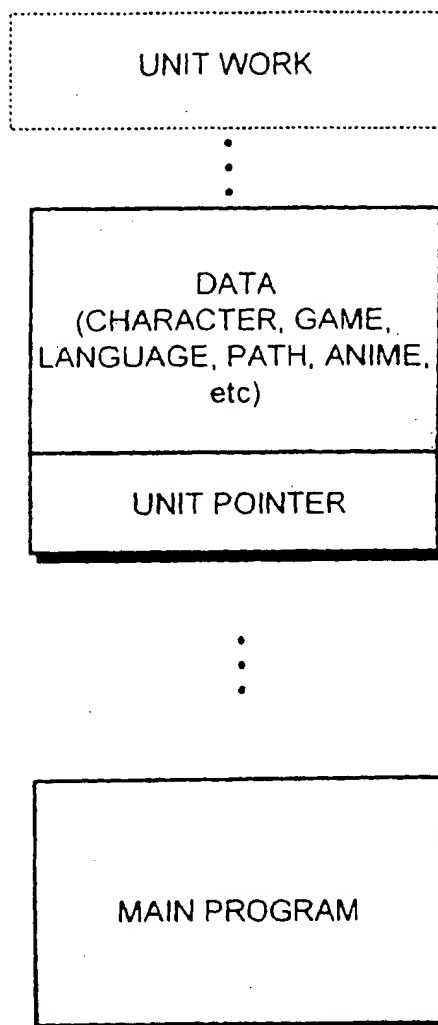 UNIT WORK
DATA
(CHARACTER, GAME,
LANGUAGE, PATH, ANIME,
etc)
UNIT POINTER
MAIN PROGRAM